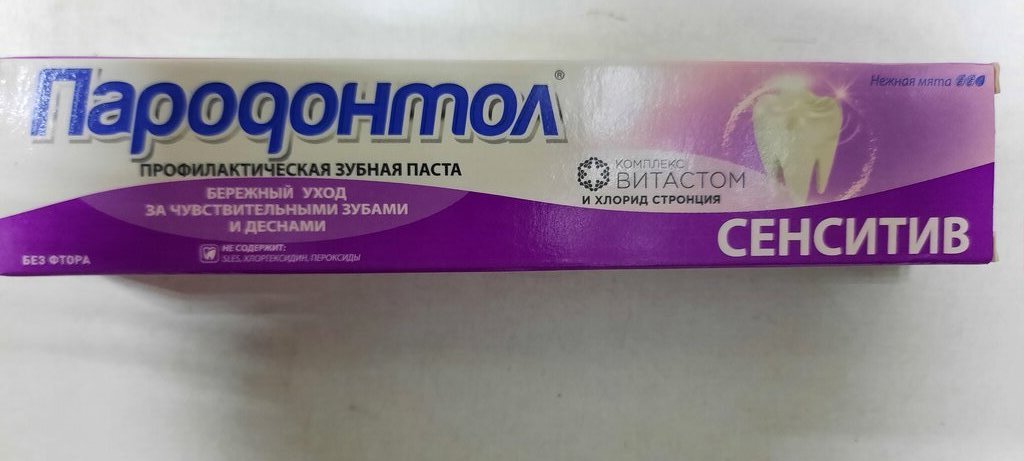 Пародонтол®
Нежная мята
ПРОФИЛАКТИЧЕСКАЯ ЗУБНАЯ ПАСТА
БЕРЕЖНЫЙ УХОД
ЗА ЧУВСТВИТЕЛЬНЫМИ ЗУБАМИ
И ДЕСНАМИ
КОМПЛЕКС
ВИТАСТОМ
И ХЛОРИД СТРОНЦИЯ
СЕНСИТИВ
БЕЗ ФТОРА
НЕ СОДЕРЖИТ:
SLES, ХЛОРГЕКСИДИН, ПЕРОКСИДЫ